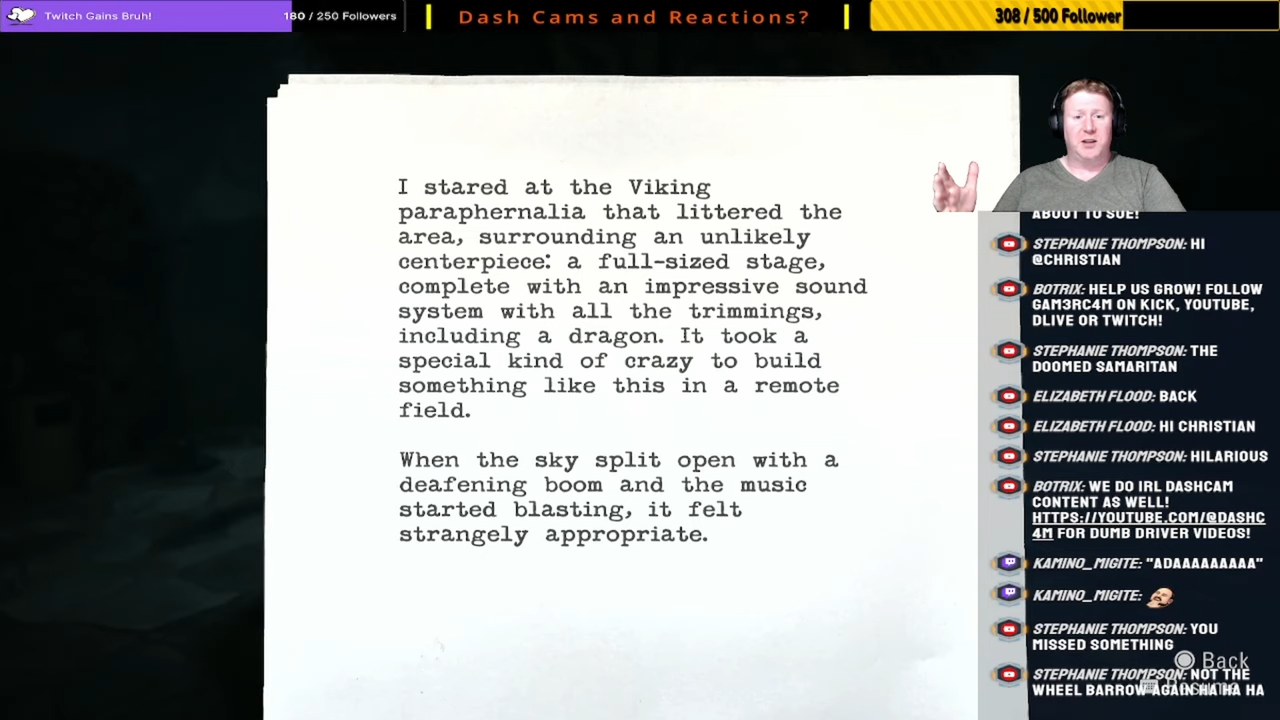 Twitch Gains Bruh!
180 / 250 Followers
Dash Cams and Reactions?
308 / 500 Follower
I stared at the Viking
paraphernalia that littered the
area, surrounding an unlikely
centerpiece: a full-sized stage,
complete with an impressive sound
system with all the trimmings,
including a dragon. It took a
special kind of crazy to build
something like this in a remote
field.
When the sky split open with a
deafening boom and the music
started blasting, it felt
strangely appropriate.
ABOUT TO SUE!
STEPHANIE THOMPSON: HI
@CHRISTIAN
BOTRIX: HELP US GROW! FOLLOW
GAM3RC4M ON KICK, YOUTUBE,
DLIVE OR TWITCH!
STEPHANIE THOMPSON: THE
DOOMED SAMARITAN
ELIZABETH FLOOD: BACK
ELIZABETH FLOOD: HI CHRISTIAN
STEPHANIE THOMPSON: HILARIOUS
BOTRIX: WE DO IRL DASHCAM
CONTENT AS WELL!
HTTPS://YOUTUBE.COM/@DASHC
4M FOR DUMB DRIVER VIDEOS!
KAMINO_MIGITE: "ADAAAAAAAAA"
KAMINO_MIGITE:
STEPHANIE THOMPSON: YOU
MISSED SOMETHING
Back
STEPHANIE THOMPSON: NOT THE
WHEEL BARROW AGAIN HA HA HA
Resume